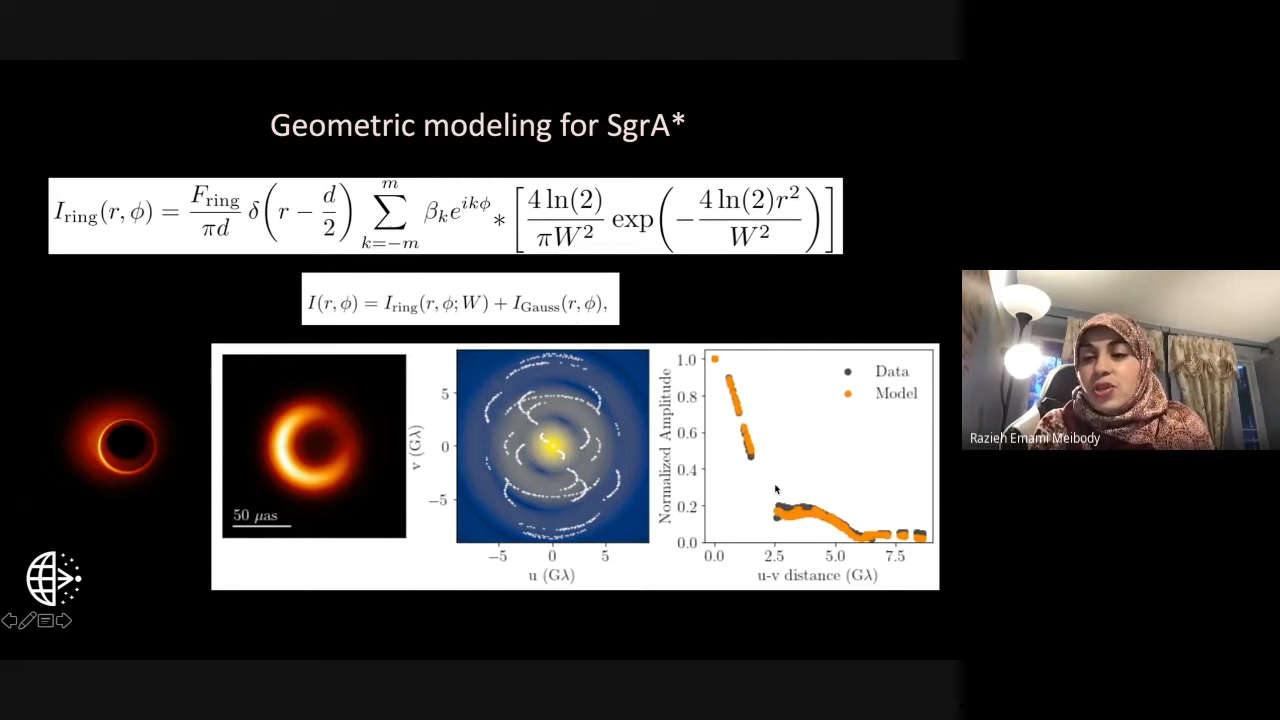 Geometric modeling for SgrA*
I_ring(r, ϕ) = F_ring/πd δ(r − d/2) ∑_{k=−m}^{m} β_k e^{ikϕ} * [4 ln(2)/πW² exp(−4 ln(2)r²/W²)]
I(r, ϕ) = I_ring(r, ϕ; W) + I_Gauss(r, ϕ),
50 μas
v (Gλ)
5
0
−5
−5 0 5
u (Gλ)
Normalized Amplitude
1.0
0.8
0.6
0.4
0.2
0.0
Data
Model
0.0 2.5 5.0 7.5
u-v distance (Gλ)
Razieh Emami Meibody